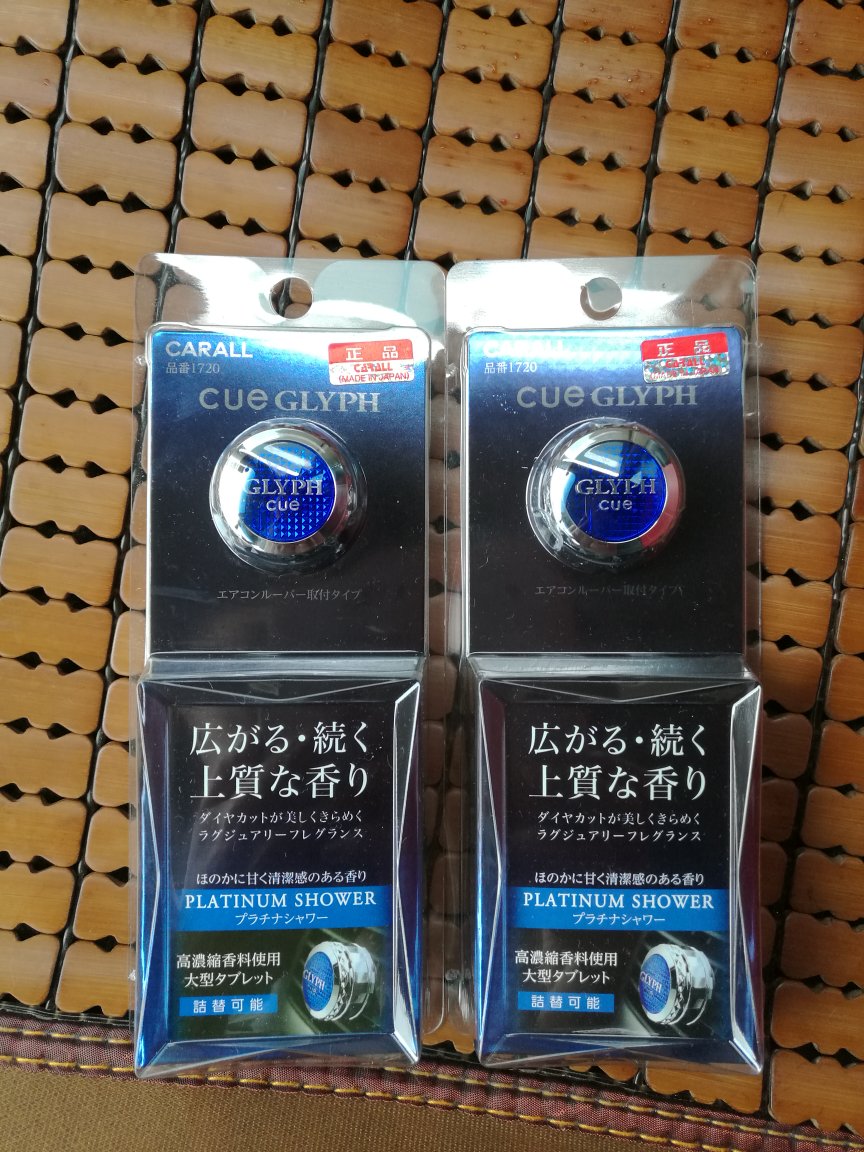 CARALL
品番1720
正 品
CARALL
(MADE IN JAPAN)
cue GLYPH
GLYPH
cue
エアコンルーバー取付タイプ
広がる・続く
上質な香り
ダイヤカットが美しくきらめく
ラグジュアリーフレグランス
ほのかに甘く清潔感のある香り
PLATINUM SHOWER
プラチナシャワー
高濃縮香料使用
大型タブレット
詰替可能
GLYPH
CARALL
品番1720
正 品
CARALL
(MADE IN JAPAN)
cue GLYPH
GLYPH
cue
エアコンルーバー取付タイプ
広がる・続く
上質な香り
ダイヤカットが美しくきらめく
ラグジュアリーフレグランス
ほのかに甘く清潔感のある香り
PLATINUM SHOWER
プラチナシャワー
高濃縮香料使用
大型タブレット
詰替可能
GLYPH